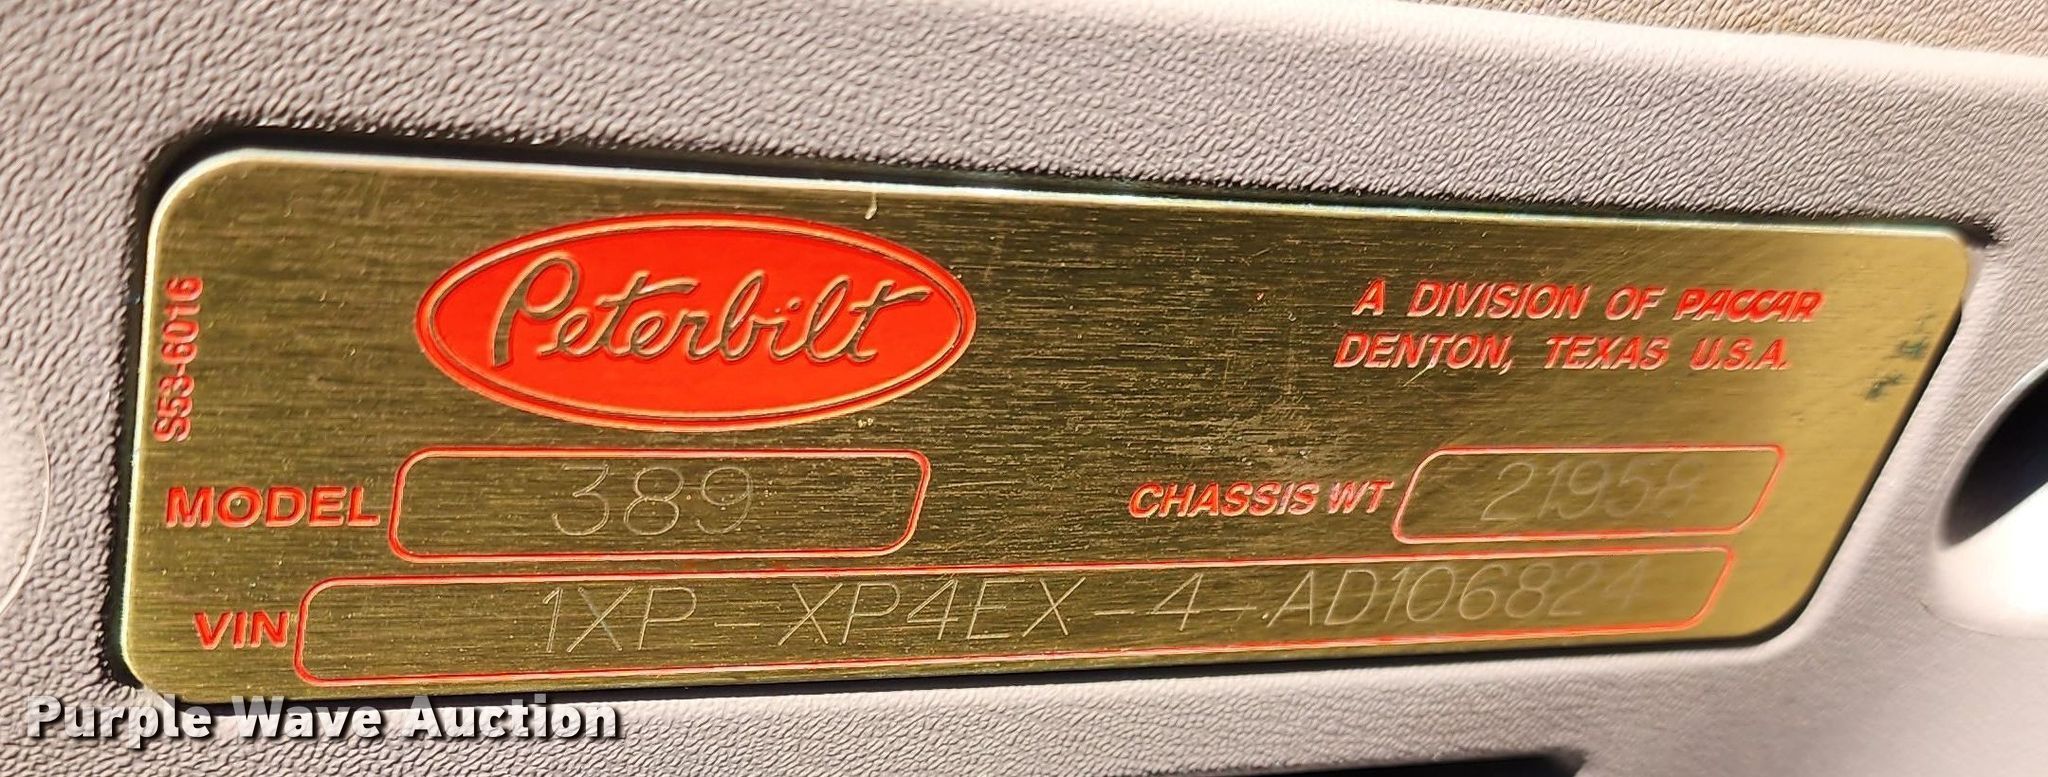 S53-6016
Peterbilt
A DIVISION OF PACCAR
DENTON, TEXAS U.S.A.
MODEL 389
CHASSIS WT 21958
VIN 1XP-XP4EX-4-AD106824
Purple Wave Auction